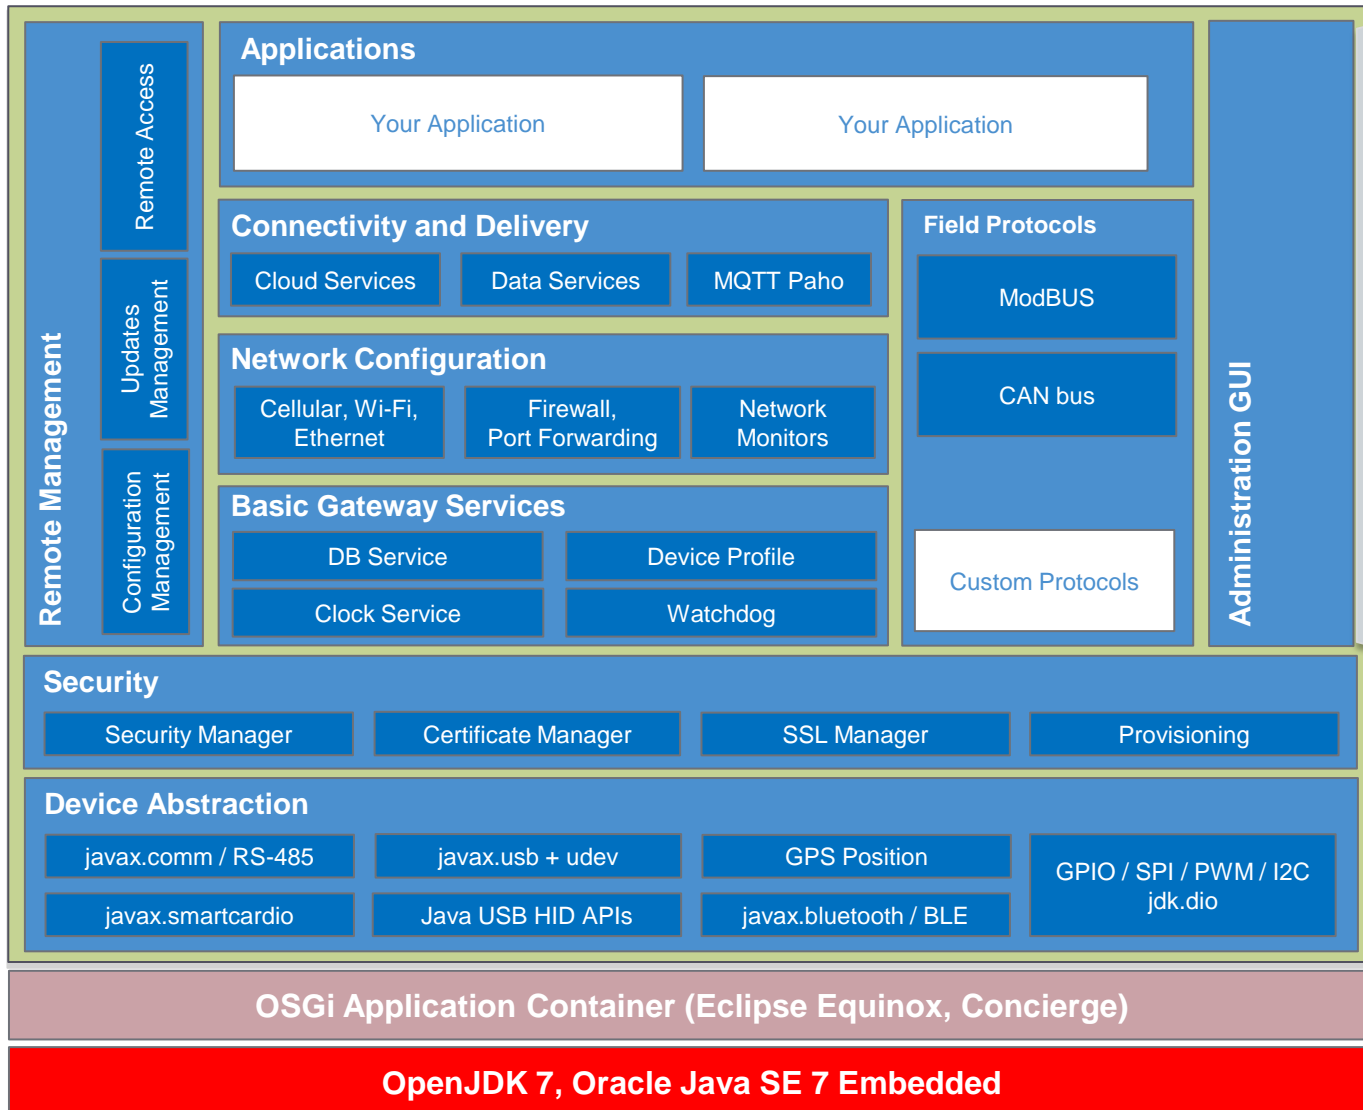 Remote Management
Remote Access
Updates
Management
Configuration
Management
Applications
Your Application
Your Application
Connectivity and Delivery
Cloud Services
Data Services
MQTT Paho
Network Configuration
Cellular, Wi-Fi,
Ethernet
Firewall,
Port Forwarding
Network
Monitors
Basic Gateway Services
DB Service
Device Profile
Clock Service
Watchdog
Field Protocols
ModBUS
CAN bus
Custom Protocols
Administration GUI
Security
Security Manager
Certificate Manager
SSL Manager
Provisioning
Device Abstraction
javax.comm / RS-485
javax.usb + udev
GPS Position
GPIO / SPI / PWM / I2C
jdk.dio
javax.smartcardio
Java USB HID APIs
javax.bluetooth / BLE
OSGi Application Container (Eclipse Equinox, Concierge)
OpenJDK 7, Oracle Java SE 7 Embedded